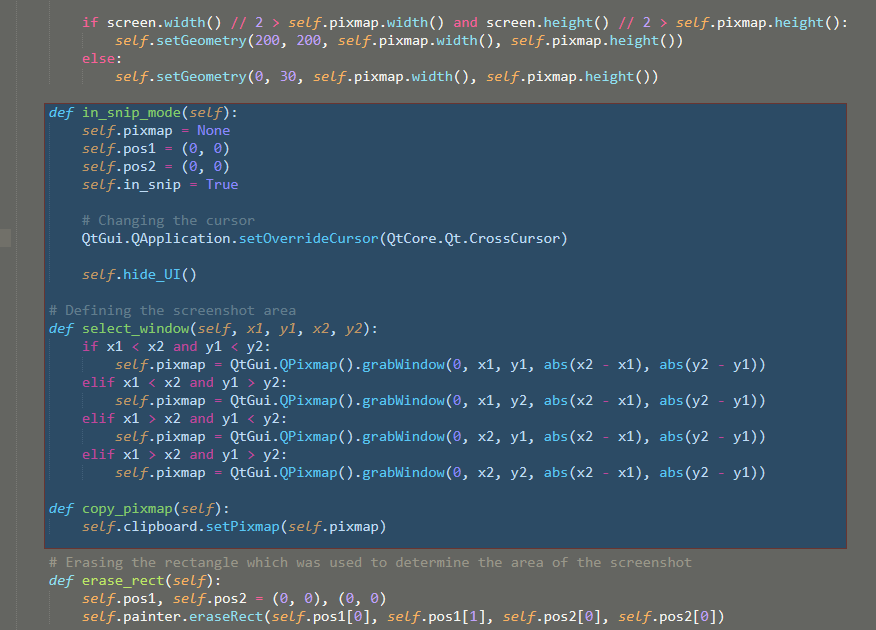 if screen.width() // 2 > self.pixmap.width() and screen.height() // 2 > self.pixmap.height():
self.setGeometry(200, 200, self.pixmap.width(), self.pixmap.height())
else:
self.setGeometry(0, 30, self.pixmap.width(), self.pixmap.height())
def in_snip_mode(self):
self.pixmap = None
self.pos1 = (0, 0)
self.pos2 = (0, 0)
self.in_snip = True
# Changing the cursor
QtGui.QApplication.setOverrideCursor(QtCore.Qt.CrossCursor)
self.hide_UI()
# Defining the screenshot area
def select_window(self, x1, y1, x2, y2):
if x1 < x2 and y1 < y2:
self.pixmap = QtGui.QPixmap().grabWindow(0, x1, y1, abs(x2 - x1), abs(y2 - y1))
elif x1 < x2 and y1 > y2:
self.pixmap = QtGui.QPixmap().grabWindow(0, x1, y2, abs(x2 - x1), abs(y2 - y1))
elif x1 > x2 and y1 < y2:
self.pixmap = QtGui.QPixmap().grabWindow(0, x2, y1, abs(x2 - x1), abs(y2 - y1))
elif x1 > x2 and y1 > y2:
self.pixmap = QtGui.QPixmap().grabWindow(0, x2, y2, abs(x2 - x1), abs(y2 - y1))
def copy_pixmap(self):
self.clipboard.setPixmap(self.pixmap)
# Erasing the rectangle which was used to determine the area of the screenshot
def erase_rect(self):
self.pos1, self.pos2 = (0, 0), (0, 0)
self.painter.eraseRect(self.pos1[0], self.pos1[1], self.pos2[0], self.pos2[0])